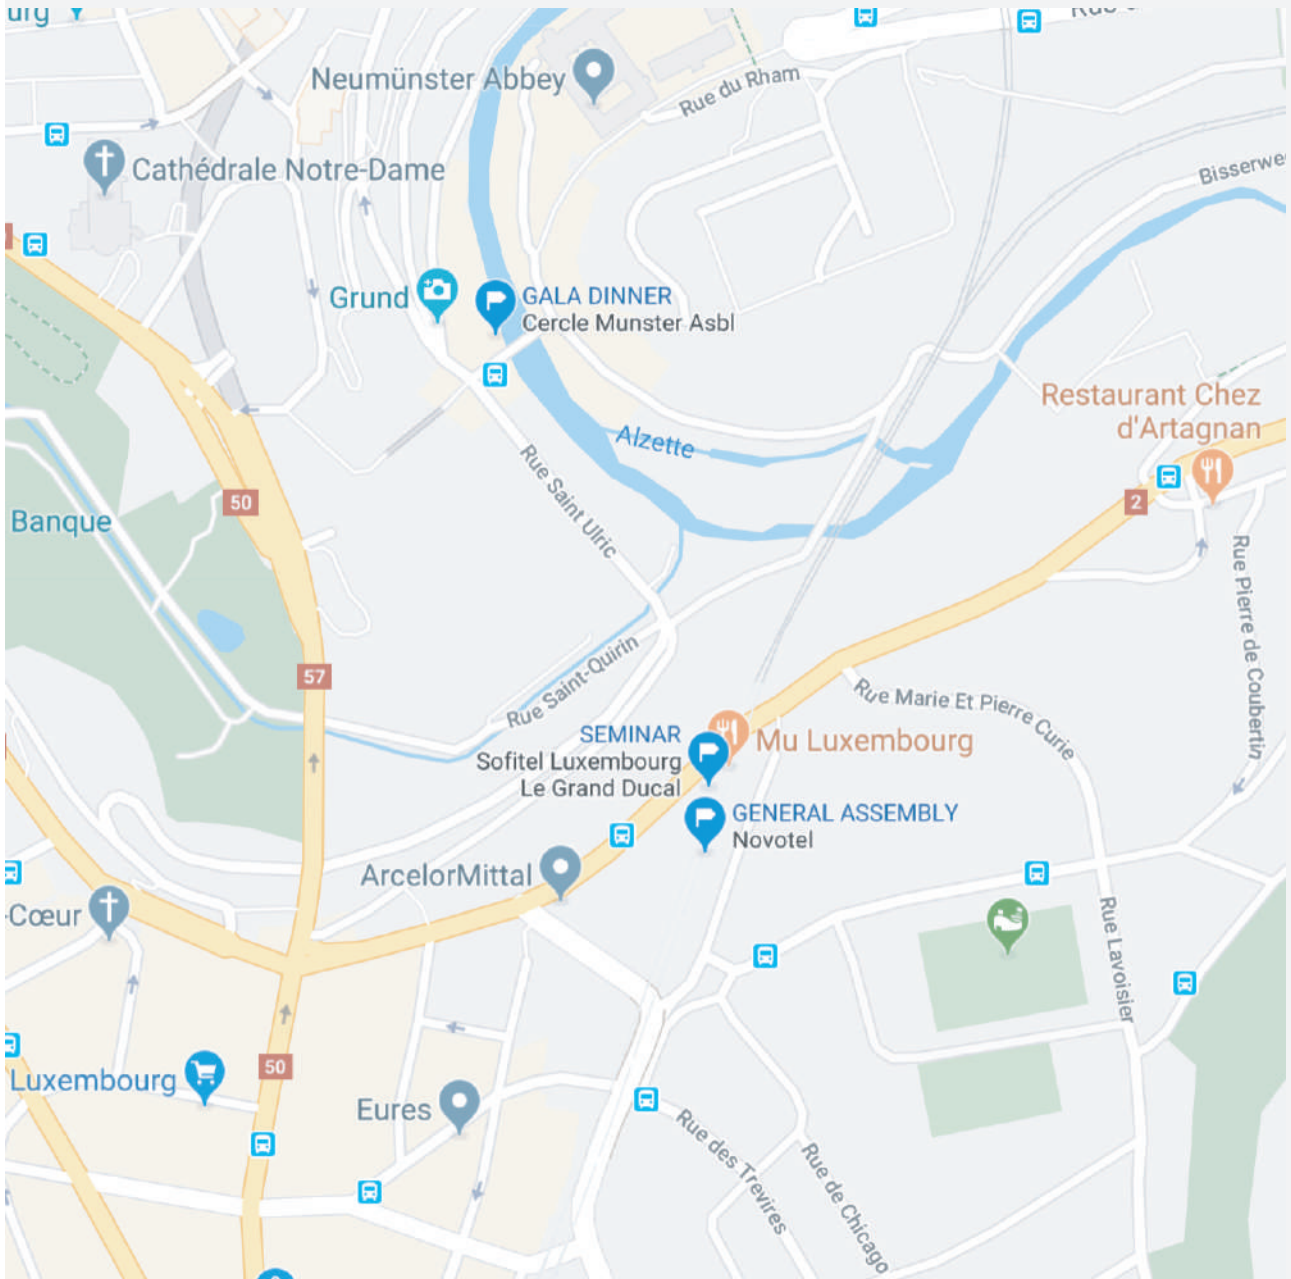 urg
Neumünster Abbey
Rue du Rham
Cathédrale Notre-Dame
Grund
GALA DINNER
Cercle Munster Asbl
Restaurant Chez
d'Artagnan
Alzette
Rue Saint Ulric
50
2
Banque
Rue Pierre de Coubertin
57
Rue Saint-Quirin
Rue Marie Et Pierre Curie
SEMINAR
Sofitel Luxembourg
Le Grand Ducal
Mu Luxembourg
GENERAL ASSEMBLY
Novotel
ArcelorMittal
-Cœur
Rue Lavoisier
50
Luxembourg
Eures
Rue des Trevires
Rue de Chicago